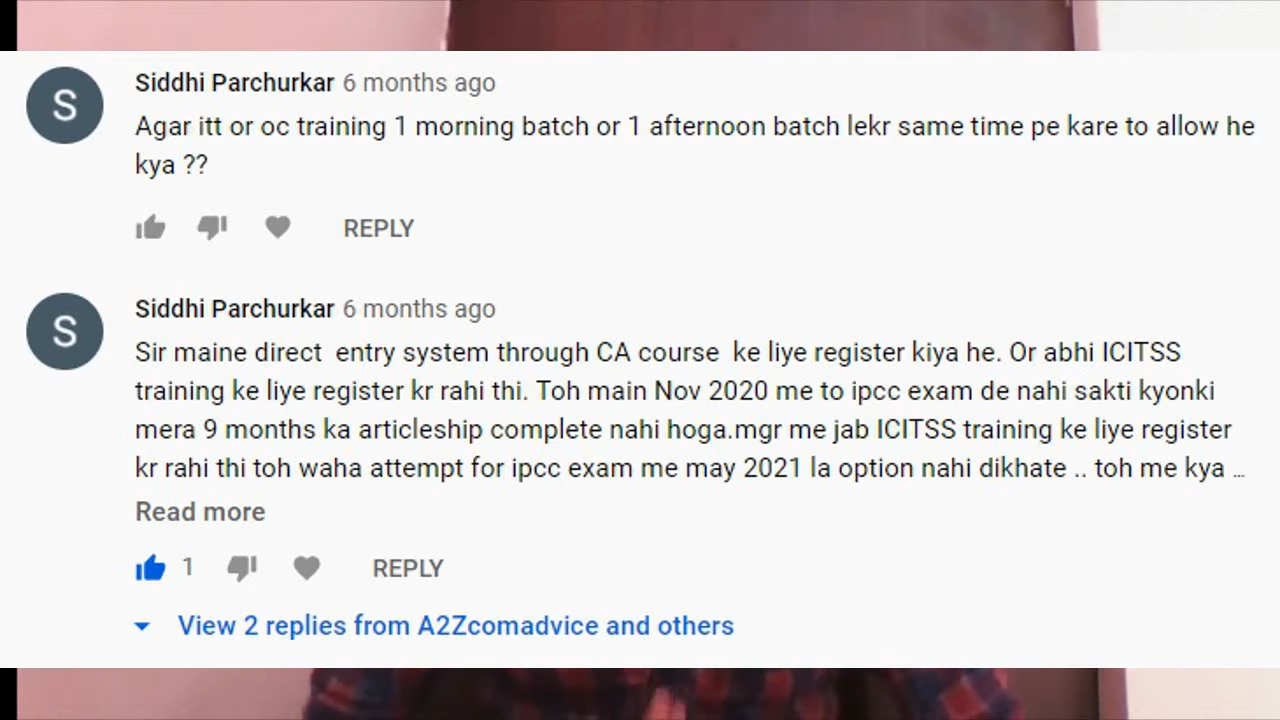 S
Siddhi Parchurkar 6 months ago
Agar itt or oc training 1 morning batch or 1 afternoon batch lekr same time pe kare to allow he
kya ??
REPLY
S
Siddhi Parchurkar 6 months ago
Sir maine direct entry system through CA course ke liye register kiya he. Or abhi ICITSS
training ke liye register kr rahi thi. Toh main Nov 2020 me to ipcc exam de nahi sakti kyonki
mera 9 months ka articleship complete nahi hoga.mgr me jab ICITSS training ke liye register
kr rahi thi toh waha attempt for ipcc exam me may 2021 la option nahi dikhate .. toh me kya ...
Read more
1 REPLY
View 2 replies from A2Zcomadvice and others